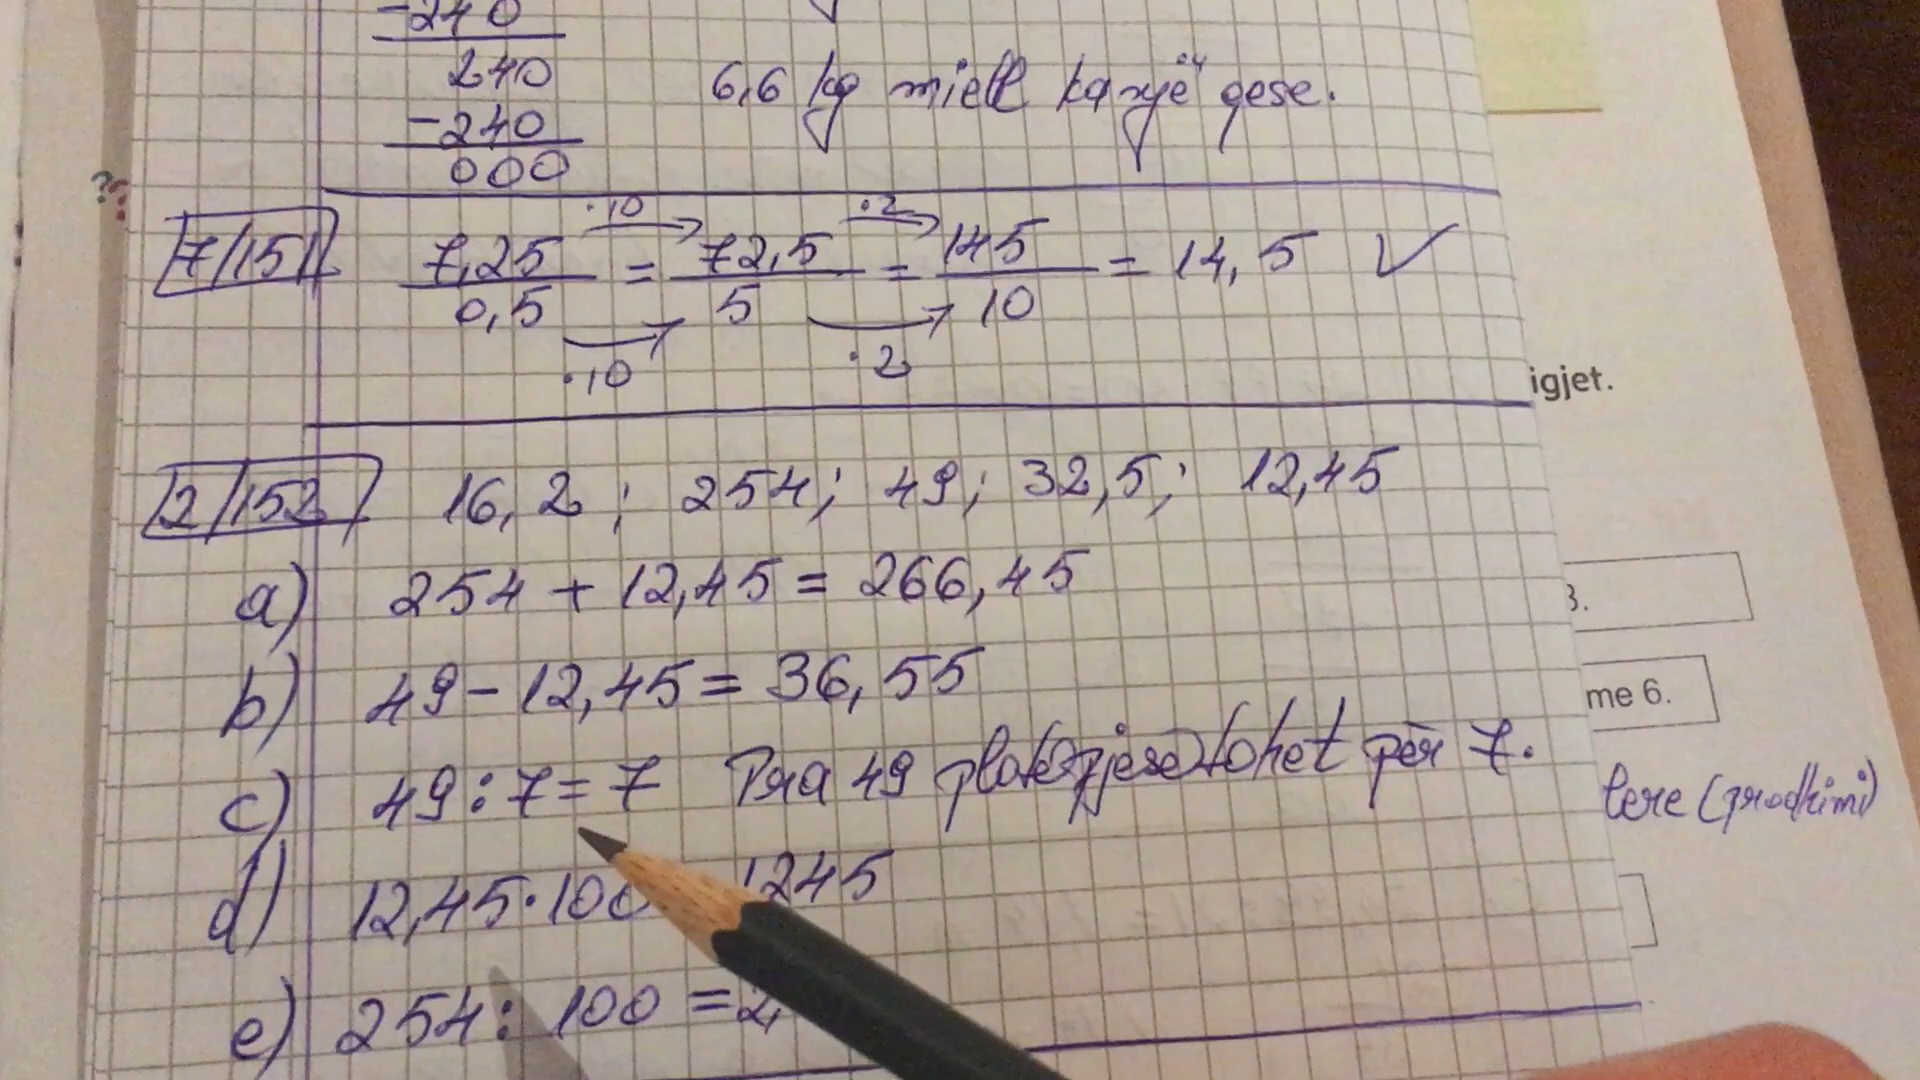 -240
240
-240
000
6,6 kg miell ka një qese.
7/151
·10 ·2
7,25/0,5 = 72,5/5 = 145/10 = 14,5 ✓
·10 ·2
igjet.
2/152 16,2 ; 254; 49; 32,5; 12,45
a) 254 + 12,45 = 266,45
3.
b) 49 - 12,45 = 36,55
me 6.
c) 49 : 7 = 7 Pra 49 plotëpjesëtohet për 7.
tere (prodhimi)
d) 12,45 · 100 1245
e) 254 : 100 = 2,